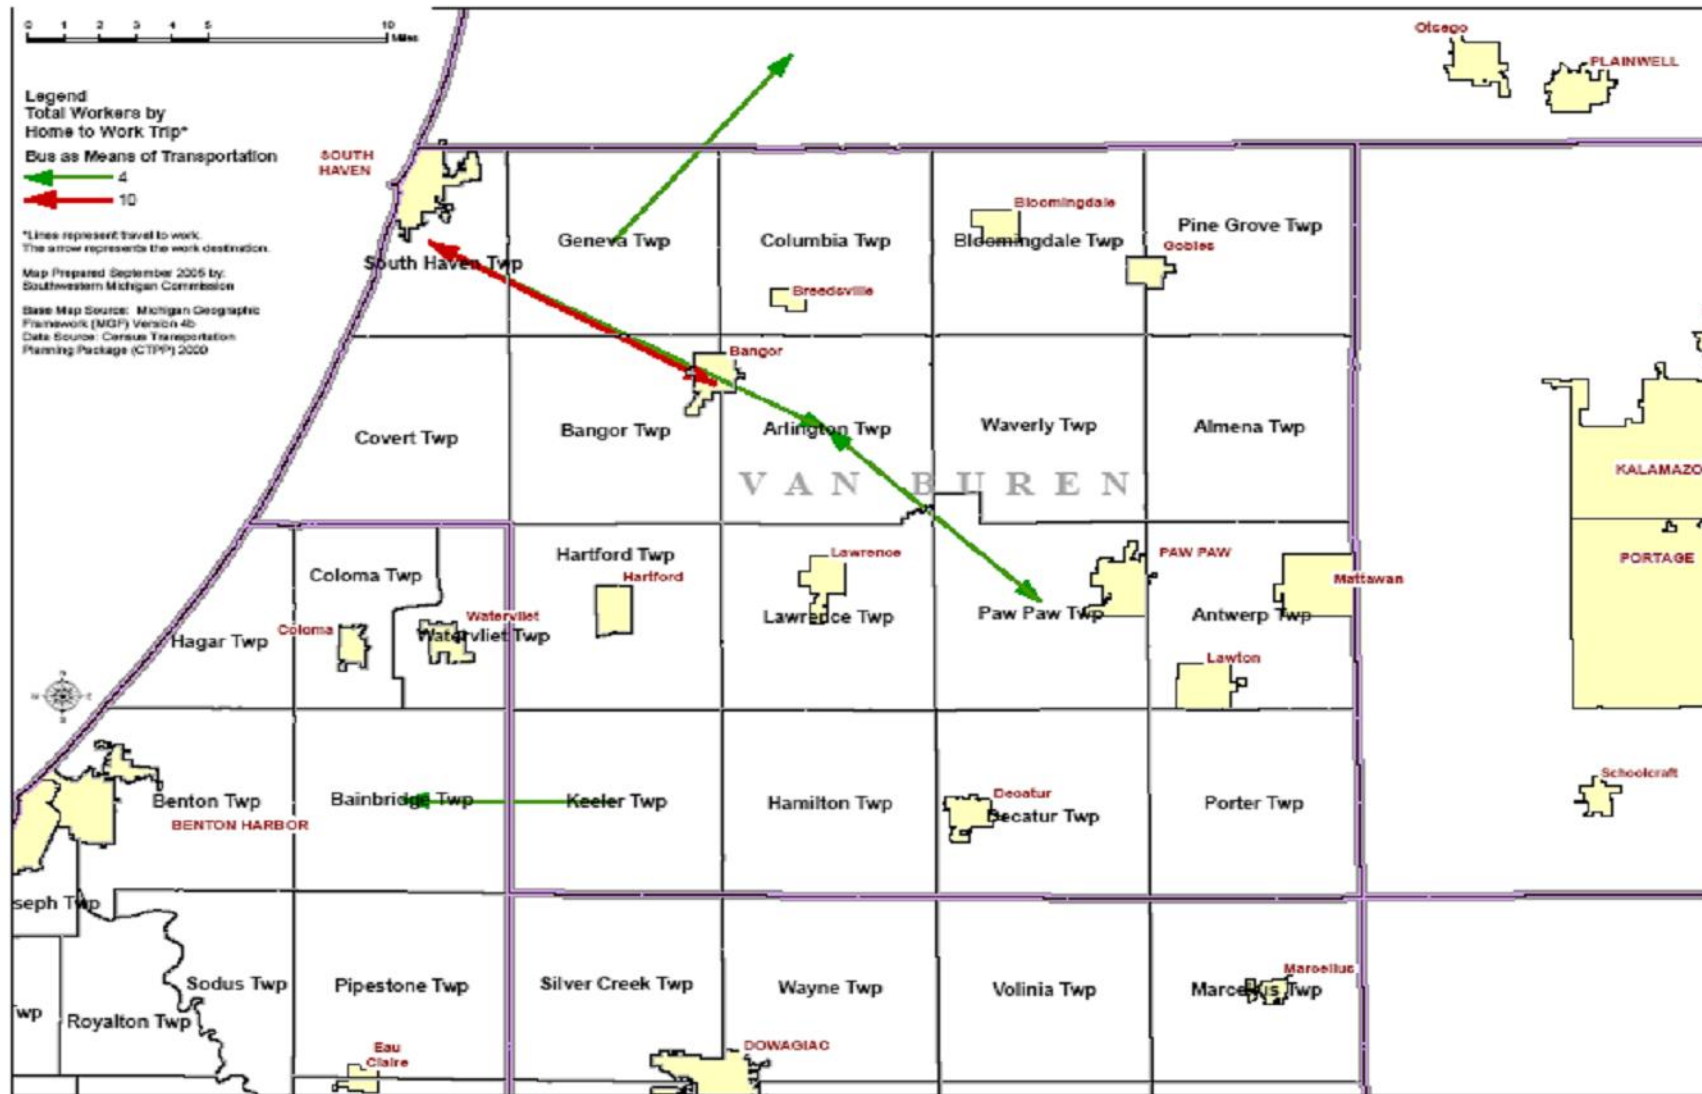 0 1 2 3 4 5 10
Miles
Legend
Total Workers by
Home to Work Trip*
Bus as Means of Transportation
4
10
*Lines represent travel to work.
The arrow represents the work destination.
Map Prepared September 2005 by:
Southwestern Michigan Commission
Base Map Source: Michigan Geographic
Framework (MGF) Version 4b
Data Source: Census Transportation
Planning Package (CTPP) 2000
Otsego
PLAINWELL
SOUTH
HAVEN
South Haven Twp
Geneva Twp
Columbia Twp
Bloomingdale
Bloomingdale Twp
Pine Grove Twp
Gobles
Breedsville
Bangor
Covert Twp
Bangor Twp
Arlington Twp
Waverly Twp
Almena Twp
VAN BUREN
KALAMAZO
PORTAGE
Coloma Twp
Hartford Twp
Hartford
Lawrence
PAW PAW
Mattawan
Hagar Twp
Coloma
Watervliet
Watervliet Twp
Lawrence Twp
Paw Paw Twp
Antwerp Twp
Lawton
Benton Twp
BENTON HARBOR
Bainbridge Twp
Keeler Twp
Hamilton Twp
Decatur
Decatur Twp
Porter Twp
Schoolcraft
seph Twp
Sodus Twp
Pipestone Twp
Silver Creek Twp
Wayne Twp
Volinia Twp
Marcellus
Marcellus Twp
wp
Royalton Twp
Eau
Claire
DOWAGIAC